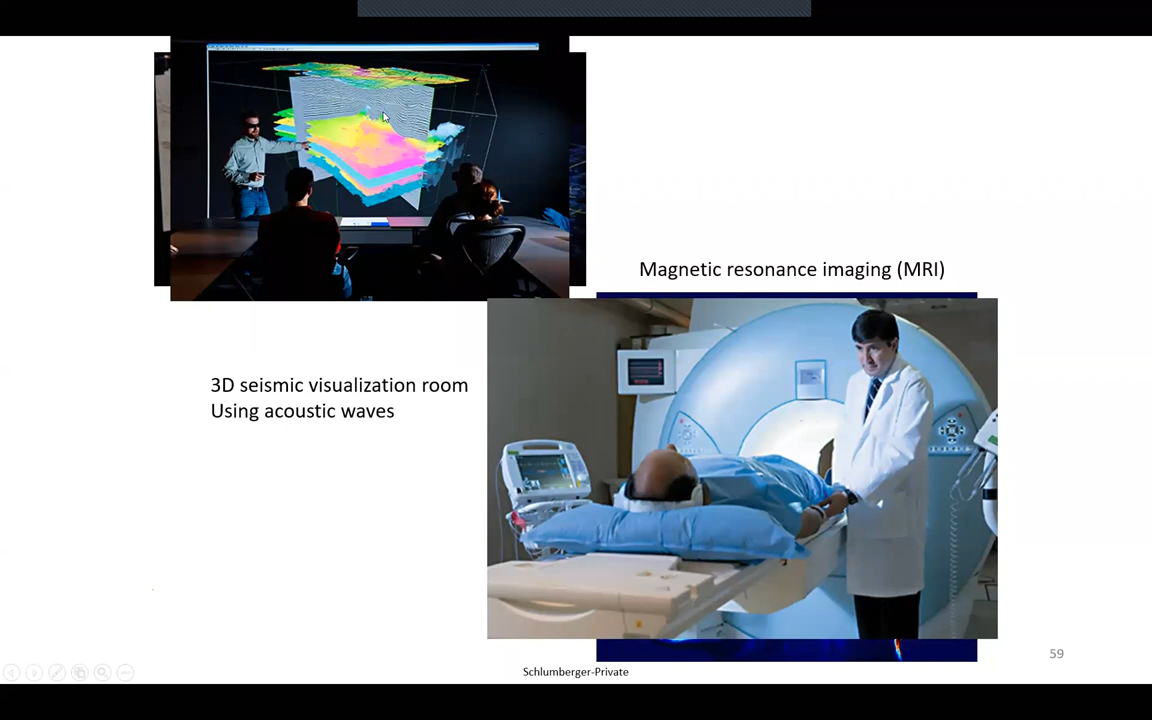 Magnetic resonance imaging (MRI)
3D seismic visualization room
Using acoustic waves
59
Schlumberger-Private